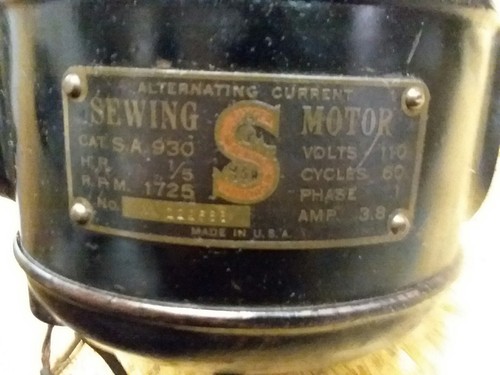 ALTERNATING CURRENT
SEWING S MOTOR
CAT. S.A. 930 VOLTS 110
H.P. 1/5 CYCLES 60
R.P.M. 1725 PHASE 1
No. AMP. 3.8
MADE IN U.S.A.